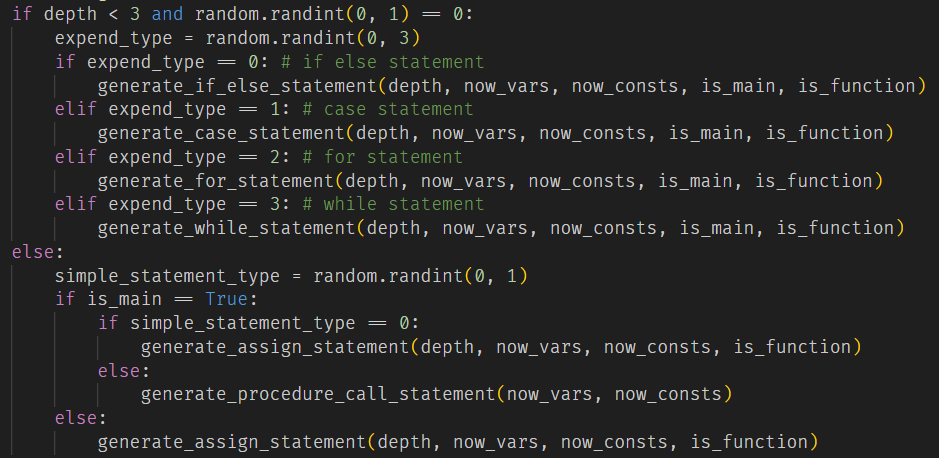 if depth < 3 and random.randint(0, 1) == 0:
    expend_type = random.randint(0, 3)
    if expend_type == 0: # if else statement
        generate_if_else_statement(depth, now_vars, now_consts, is_main, is_function)
    elif expend_type == 1: # case statement
        generate_case_statement(depth, now_vars, now_consts, is_main, is_function)
    elif expend_type == 2: # for statement
        generate_for_statement(depth, now_vars, now_consts, is_main, is_function)
    elif expend_type == 3: # while statement
        generate_while_statement(depth, now_vars, now_consts, is_main, is_function)
else:
    simple_statement_type = random.randint(0, 1)
    if is_main == True:
        if simple_statement_type == 0:
            generate_assign_statement(depth, now_vars, now_consts, is_function)
        else:
            generate_procedure_call_statement(now_vars, now_consts)
    else:
        generate_assign_statement(depth, now_vars, now_consts, is_function)